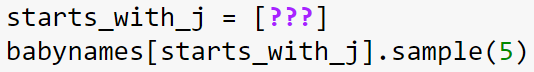 starts_with_j = [???]
babynames[starts_with_j].sample(5)